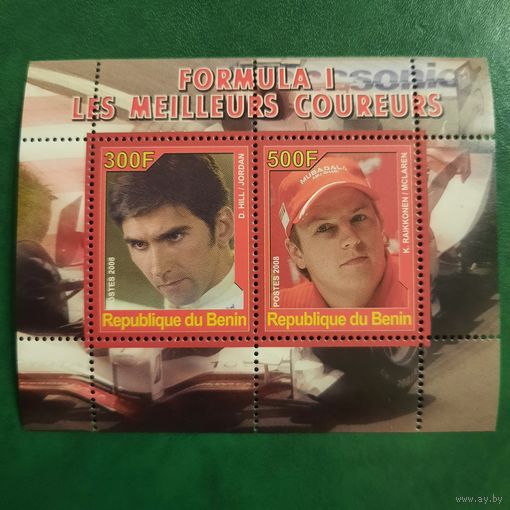 FORMULA I
LES MEILLEURS COUREURS
300F
D. HILL / JORDAN
POSTES 2008
Republique du Benin
500F
MUBADALA
K. RAIKKONEN / MCLAREN
POSTES 2008
Republique du Benin
www.ay.by